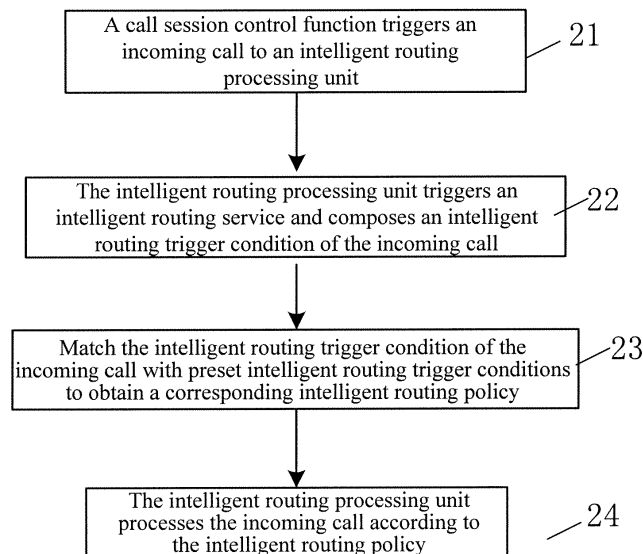 A call session control function triggers an
incoming call to an intelligent routing
processing unit
21
The intelligent routing processing unit triggers an
intelligent routing service and composes an intelligent
routing trigger condition of the incoming call
22
Match the intelligent routing trigger condition of the
incoming call with preset intelligent routing trigger conditions
to obtain a corresponding intelligent routing policy
23
The intelligent routing processing unit
processes the incoming call according to
the intelligent routing policy
24